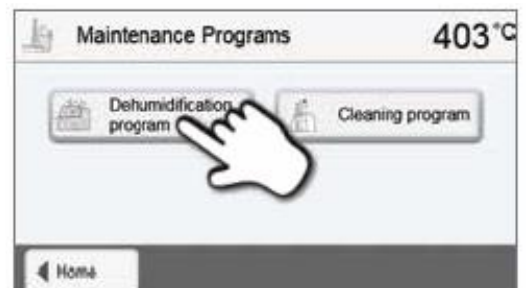 Maintenance Programs 403°C
Dehumidification
program
Cleaning program
Home